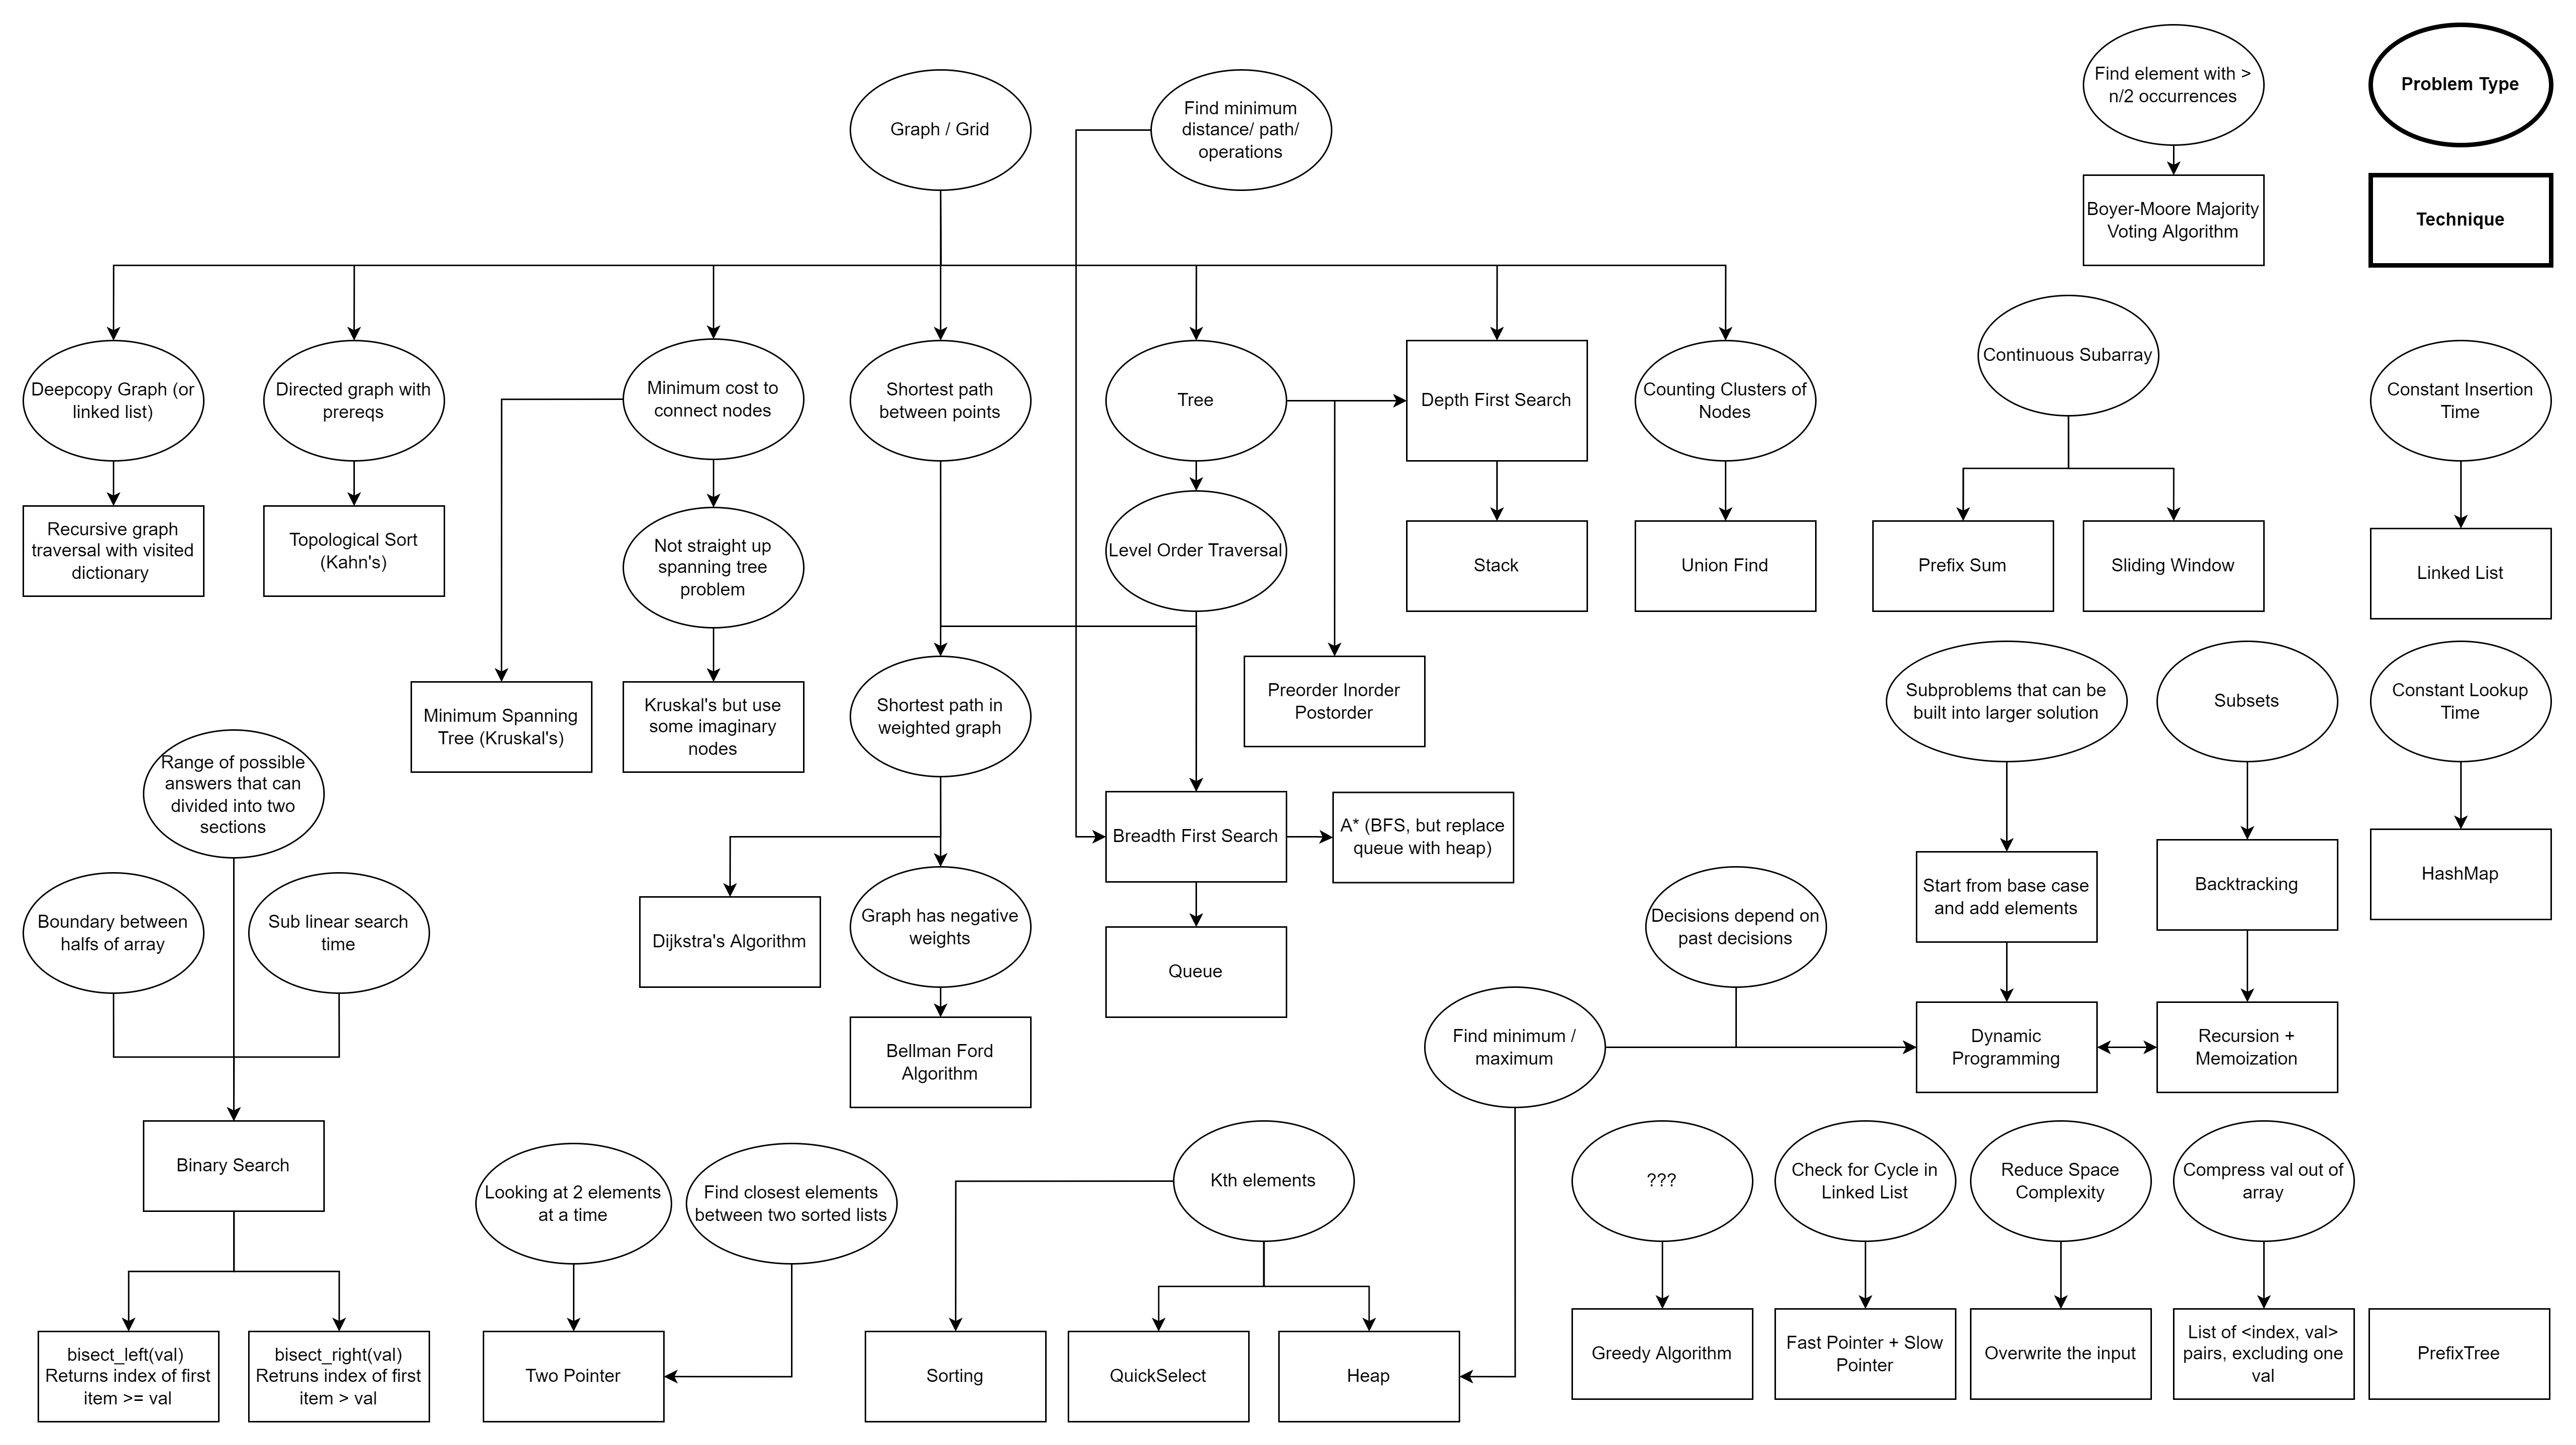 Graph / Grid
Find minimum
distance/ path/
operations
Find element with >
n/2 occurrences
Problem Type
Boyer-Moore Majority
Voting Algorithm
Technique
Deepcopy Graph (or
linked list)
Directed graph with
prereqs
Minimum cost to
connect nodes
Shortest path
between points
Tree
Depth First Search
Counting Clusters of
Nodes
Continuous Subarray
Constant Insertion
Time
Recursive graph
traversal with visited
dictionary
Topological Sort
(Kahn's)
Not straight up
spanning tree
problem
Level Order Traversal
Stack
Union Find
Prefix Sum
Sliding Window
Linked List
Minimum Spanning
Tree (Kruskal's)
Kruskal's but use
some imaginary
nodes
Shortest path in
weighted graph
Preorder Inorder
Postorder
Subproblems that can be
built into larger solution
Subsets
Constant Lookup
Time
Range of possible
answers that can
divided into two
sections
Breadth First Search
A* (BFS, but replace
queue with heap)
Boundary between
halfs of array
Sub linear search
time
Dijkstra's Algorithm
Graph has negative
weights
Queue
Decisions depend on
past decisions
Start from base case
and add elements
Backtracking
HashMap
Bellman Ford
Algorithm
Find minimum /
maximum
Dynamic
Programming
Recursion +
Memoization
Binary Search
Looking at 2 elements
at a time
Find closest elements
between two sorted lists
Kth elements
???
Check for Cycle in
Linked List
Reduce Space
Complexity
Compress val out of
array
bisect_left(val)
Returns index of first
item >= val
bisect_right(val)
Retruns index of first
item > val
Two Pointer
Sorting
QuickSelect
Heap
Greedy Algorithm
Fast Pointer + Slow
Pointer
Overwrite the input
List of <index, val>
pairs, excluding one
val
PrefixTree